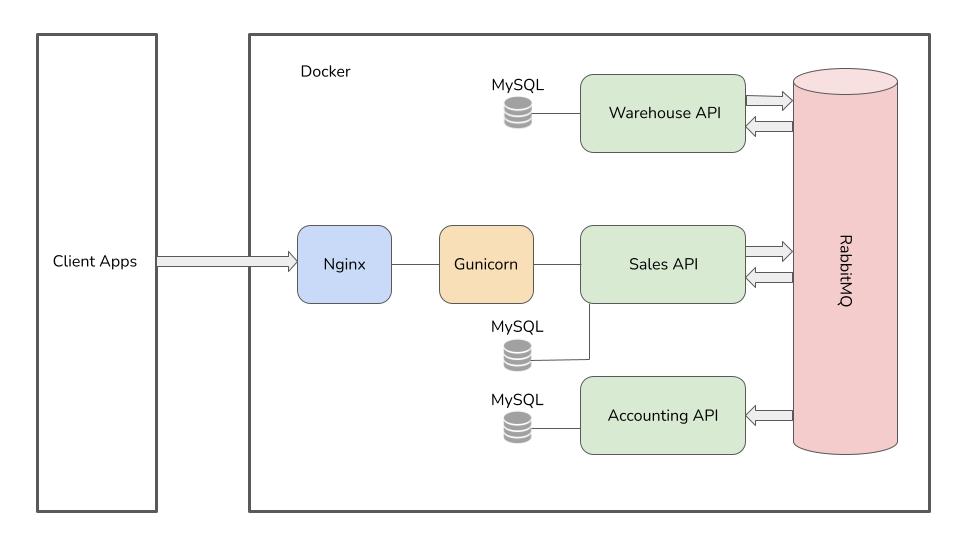 Docker
MySQL
Warehouse API
Client Apps
Nginx
Gunicorn
Sales API
RabbitMQ
MySQL
MySQL
Accounting API